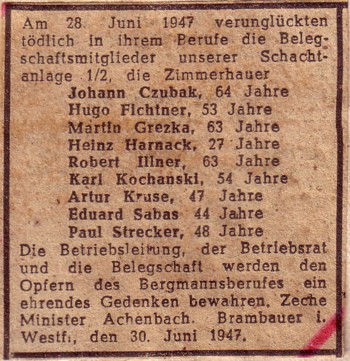 Am 28. Juni 1947 verunglückten
tödlich in ihrem Berufe die Beleg-
schaftsmitglieder unserer Schacht-
anlage 1/2, die Zimmerhauer
Johann Czubak, 64 Jahre
Hugo Fichtner, 53 Jahre
Martin Grezka, 63 Jahre
Heinz Harnack, 27 Jahre
Robert Illner, 63 Jahre
Karl Kochanski, 54 Jahre
Artur Kruse, 47 Jahre
Eduard Sabas 44 Jahre
Paul Strecker, 48 Jahre
Die Betriebsleitung, der Betriebsrat
und die Belegschaft werden den
Opfern des Bergmannsberufes ein
ehrendes Gedenken bewahren. Zeche
Minister Achenbach. Brambauer i.
Westf., den 30. Juni 1947.